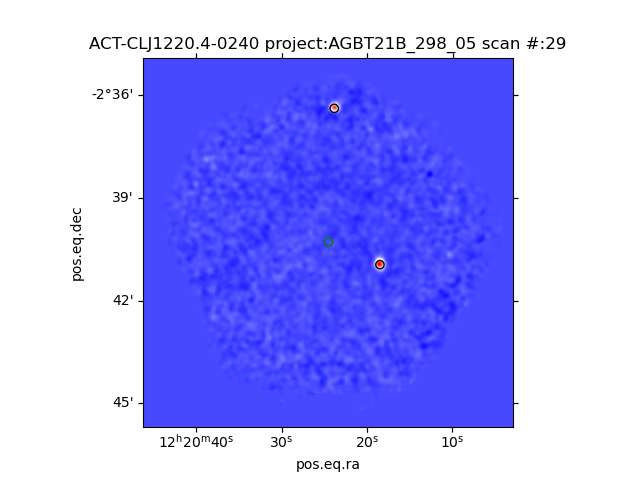 ACT-CLJ1220.4-0240 project:AGBT21B_298_05 scan #:29
-2°36'
39'
42'
45'
pos.eq.dec
12ʰ20ᵐ40ˢ 30ˢ 20ˢ 10ˢ
pos.eq.ra